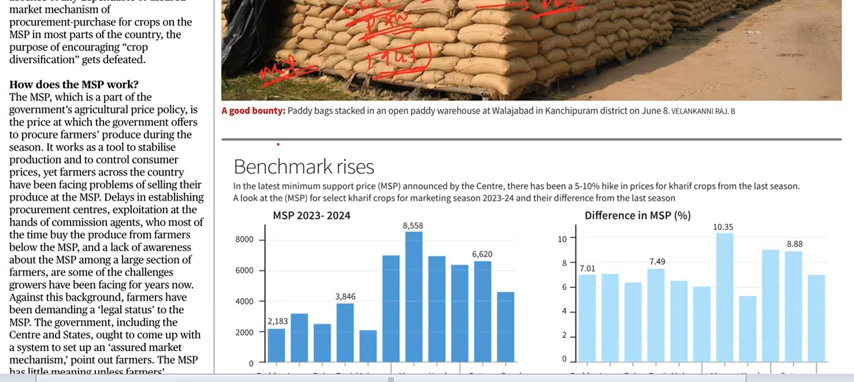 market mechanism of
procurement-purchase for crops on the
MSP in most parts of the country, the
purpose of encouraging “crop
diversification” gets defeated.
How does the MSP work?
The MSP, which is a part of the
government’s agricultural price policy, is
the price at which the government offers
to procure farmers’ produce during the
season. It works as a tool to stabilise
production and to control consumer
prices, yet farmers across the country
have been facing problems of selling their
produce at the MSP. Delays in establishing
procurement centres, exploitation at the
hands of commission agents, who most of
the time buy the produce from farmers
below the MSP, and a lack of awareness
about the MSP among a large section of
farmers, are some of the challenges
growers have been facing for years now.
Against this background, farmers have
been demanding a ‘legal status’ to the
MSP. The government, including the
Centre and States, ought to come up with
a system to set up an ‘assured market
mechanism,’ point out farmers. The MSP
has little meaning unless farmers’
A good bounty: Paddy bags stacked in an open paddy warehouse at Walajabad in Kanchipuram district on June 8. VELANKANNI RAJ. B
Benchmark rises
In the latest minimum support price (MSP) announced by the Centre, there has been a 5-10% hike in prices for kharif crops from the last season.
A look at the (MSP) for select kharif crops for marketing season 2023-24 and their difference from the last season
MSP 2023- 2024
8000
6000
4000
2000
0
2,183
3,846
8,558
6,620
Difference in MSP (%)
10
8
6
4
2
0
7.01
7.49
10.35
8.88